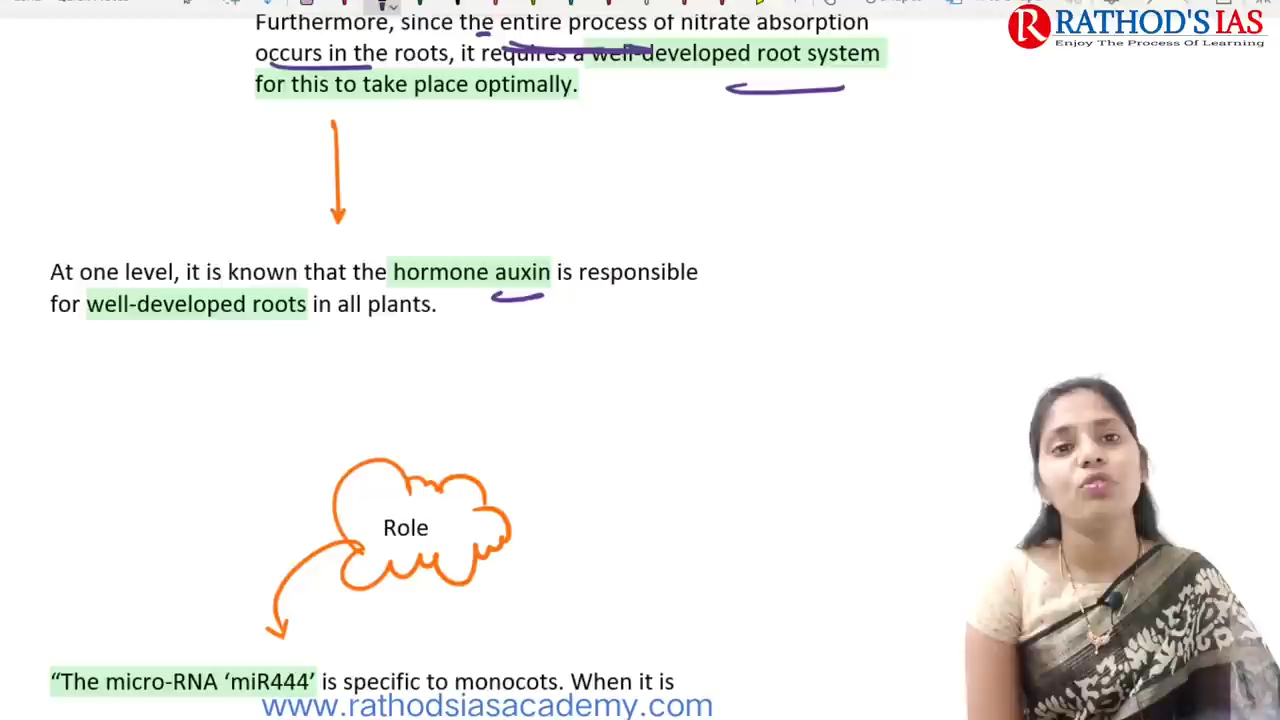 Furthermore, since the entire process of nitrate absorption
occurs in the roots, it requires a well-developed root system
for this to take place optimally.
RATHOD'S IAS
Enjoy The Process Of Learning
At one level, it is known that the hormone auxin is responsible
for well-developed roots in all plants.
Role
“The micro-RNA ‘miR444’ is specific to monocots. When it is
www.rathodsiasacademy.com